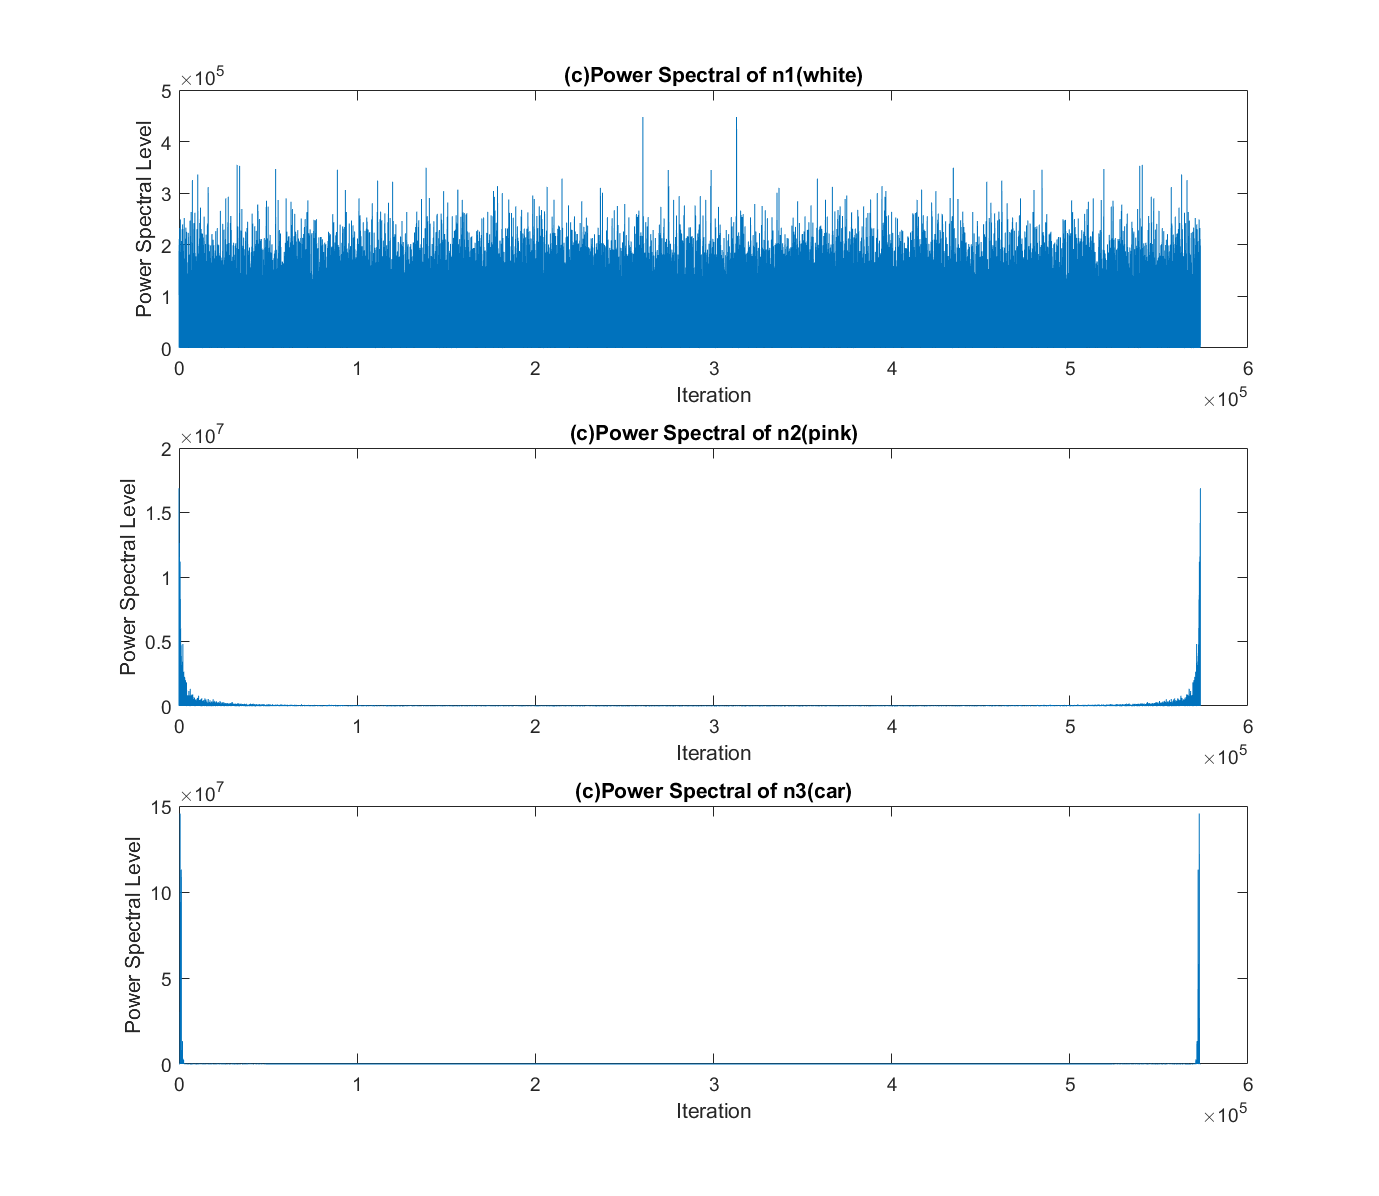 (c)Power Spectral of n1(white)
×10^5
Power Spectral Level
5
4
3
2
1
0
0 1 2 3 4 5 6
Iteration
×10^5
(c)Power Spectral of n2(pink)
×10^7
Power Spectral Level
2
1.5
1
0.5
0
0 1 2 3 4 5 6
Iteration
×10^5
(c)Power Spectral of n3(car)
×10^7
Power Spectral Level
15
10
5
0
0 1 2 3 4 5 6
Iteration
×10^5